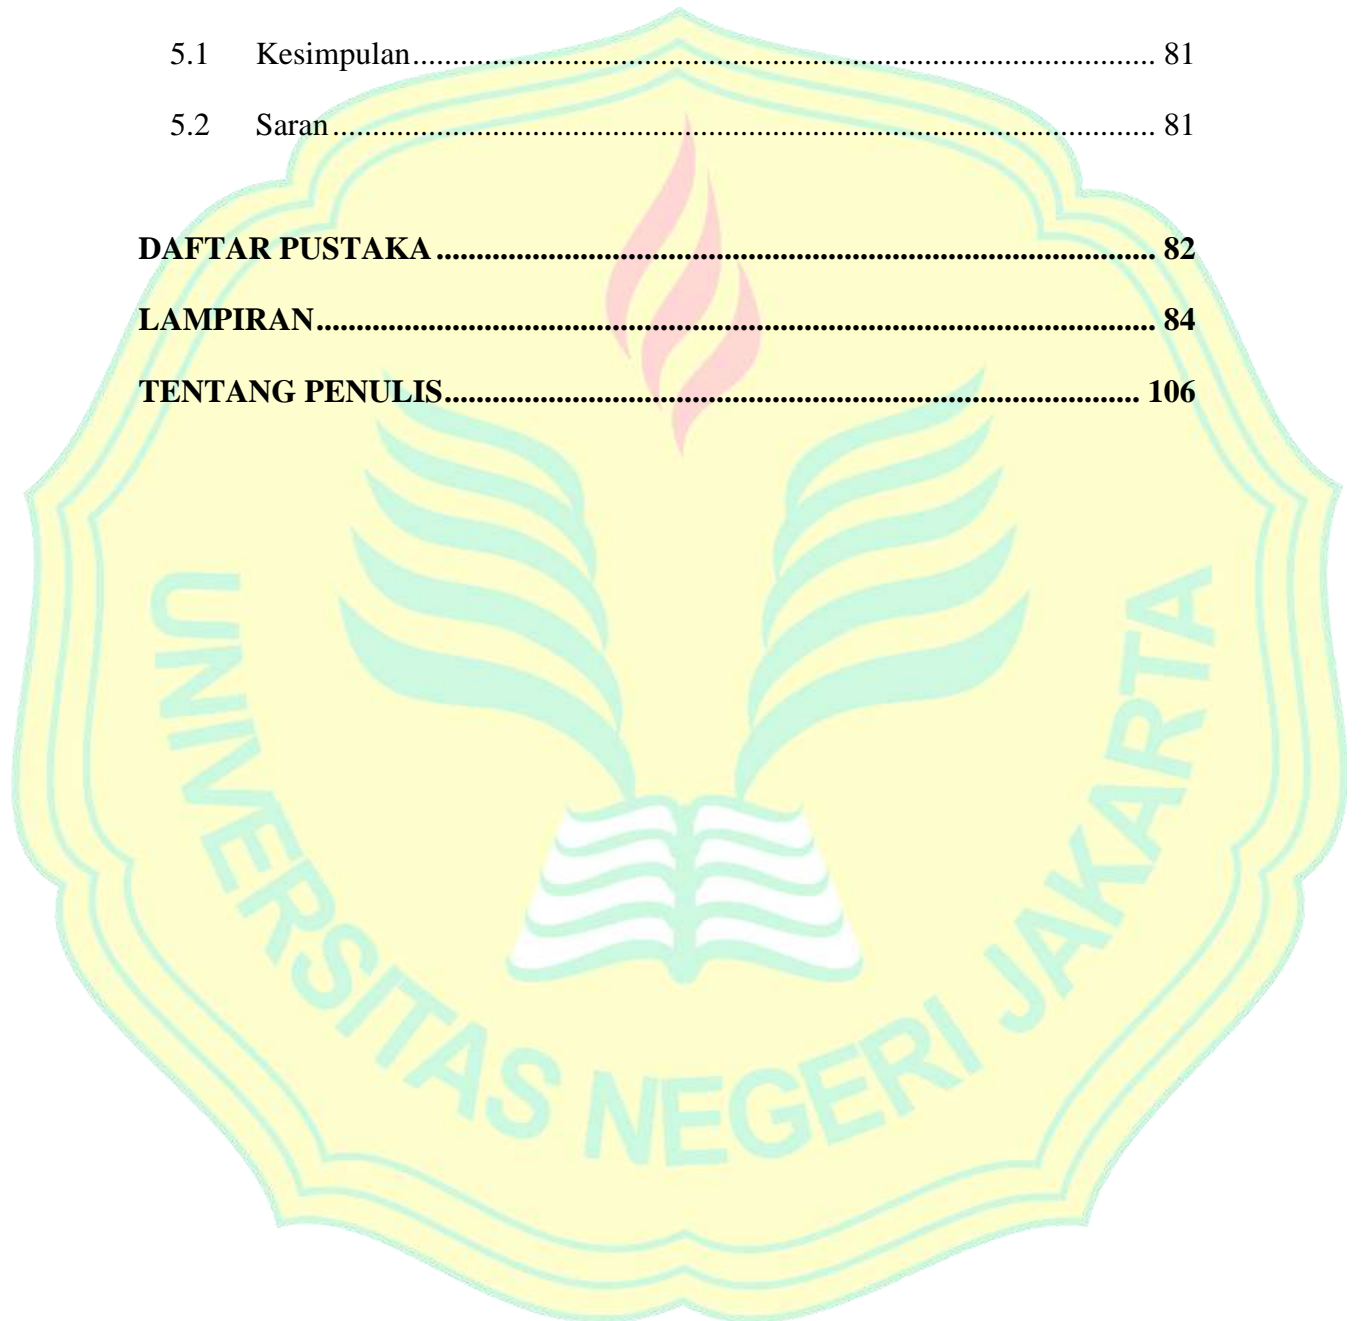 5.1 Kesimpulan.......................................................................................... 81
5.2 Saran.................................................................................................... 81
DAFTAR PUSTAKA.......................................................................................... 82
LAMPIRAN......................................................................................................... 84
TENTANG PENULIS...................................................................................... 106
UNIVERSITAS NEGERI JAKARTA